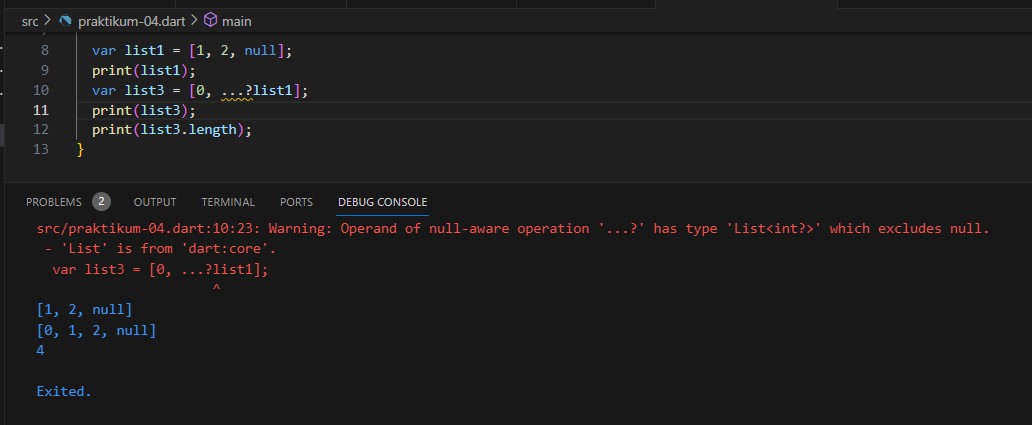 src > praktikum-04.dart > main
8 var list1 = [1, 2, null];
9 print(list1);
10 var list3 = [0, ...?list1];
11 print(list3);
12 print(list3.length);
13 }
PROBLEMS 2 OUTPUT TERMINAL PORTS DEBUG CONSOLE
src/praktikum-04.dart:10:23: Warning: Operand of null-aware operation '...?' has type 'List<int?>' which excludes null.
- 'List' is from 'dart:core'.
var list3 = [0, ...?list1];
^
[1, 2, null]
[0, 1, 2, null]
4
Exited.